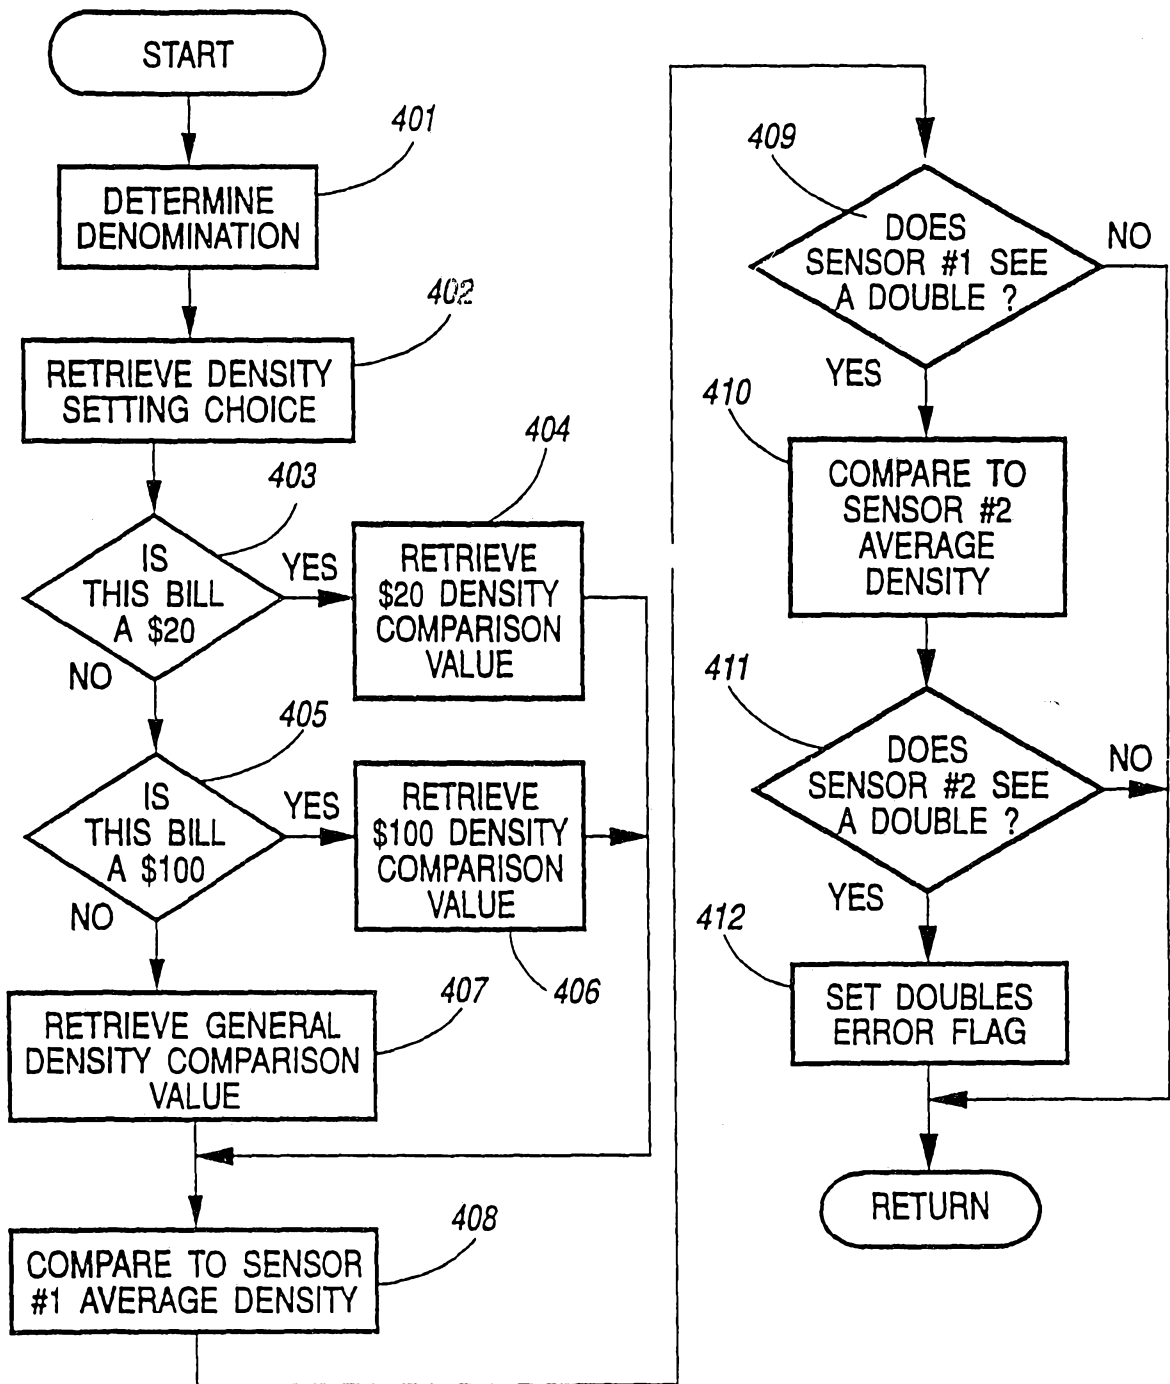 START
401
DETERMINE
DENOMINATION
402
RETRIEVE DENSITY
SETTING CHOICE
403
IS
THIS BILL
A $20
YES
NO
404
RETRIEVE
$20 DENSITY
COMPARISON
VALUE
405
IS
THIS BILL
A $100
YES
NO
RETRIEVE
$100 DENSITY
COMPARISON
VALUE
406
407
RETRIEVE GENERAL
DENSITY COMPARISON
VALUE
408
COMPARE TO SENSOR
#1 AVERAGE DENSITY
409
DOES
SENSOR #1 SEE
A DOUBLE ?
NO
YES
410
COMPARE TO
SENSOR #2
AVERAGE
DENSITY
411
DOES
SENSOR #2 SEE
A DOUBLE ?
NO
YES
412
SET DOUBLES
ERROR FLAG
RETURN